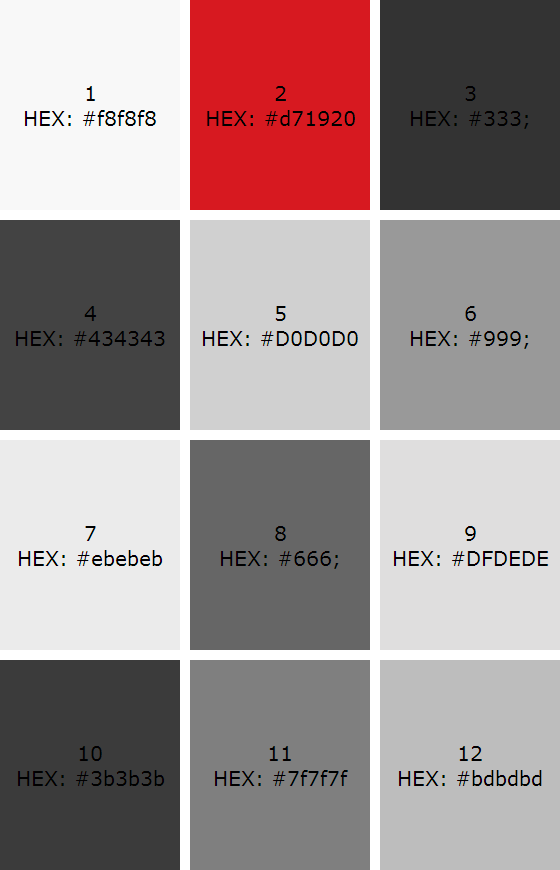 1
HEX: #f8f8f8
2
HEX: #d71920
3
HEX: #333;
4
HEX: #434343
5
HEX: #D0D0D0
6
HEX: #999;
7
HEX: #ebebeb
8
HEX: #666;
9
HEX: #DFDEDE
10
HEX: #3b3b3b
11
HEX: #7f7f7f
12
HEX: #bdbdbd